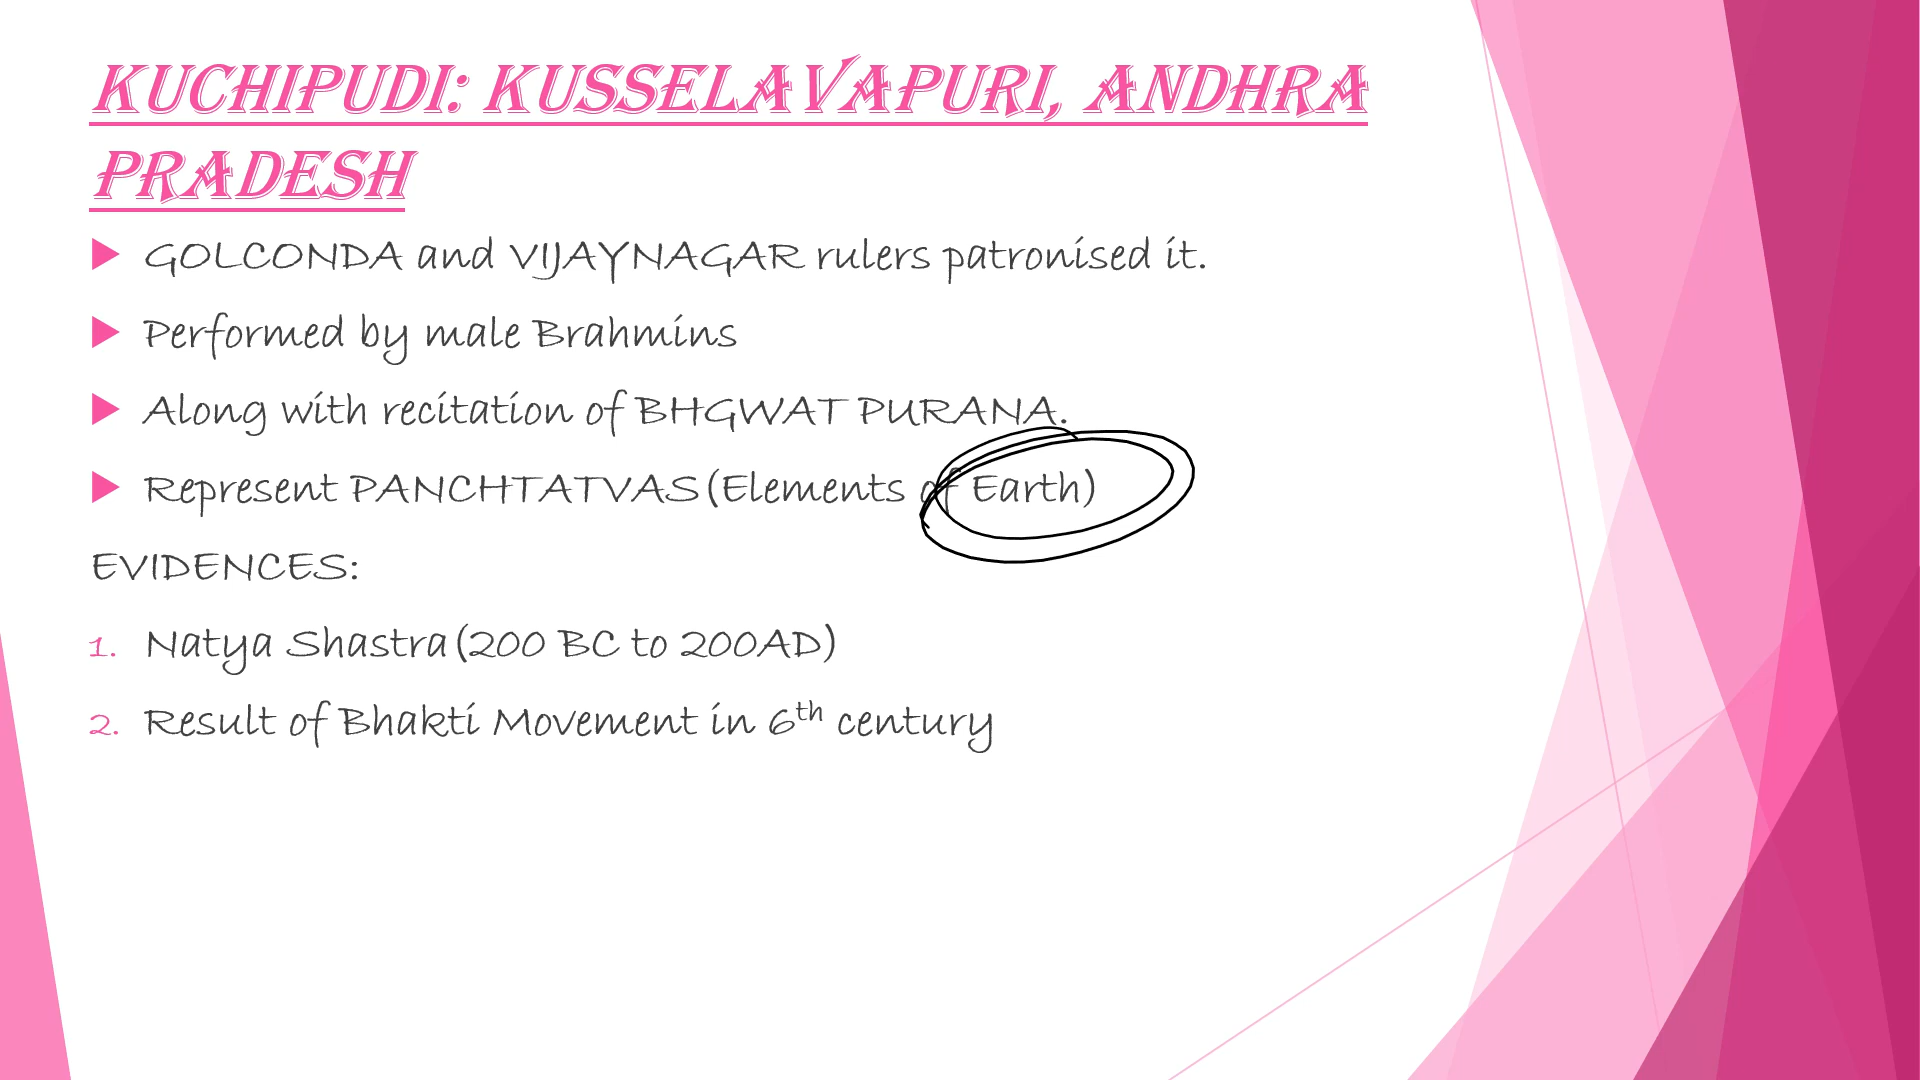 KUCHIPUDI: KUSSELAVAPURI, ANDHRA
PRADESH
GOLCONDA and VIJAYNAGAR rulers patronised it.
Performed by male Brahmins
Along with recitation of BHGWAT PURANA.
Represent PANCHTATVAS(Elements of Earth)
EVIDENCES:
1. Natya Shastra(200 BC to 200AD)
2. Result of Bhakti Movement in 6th century